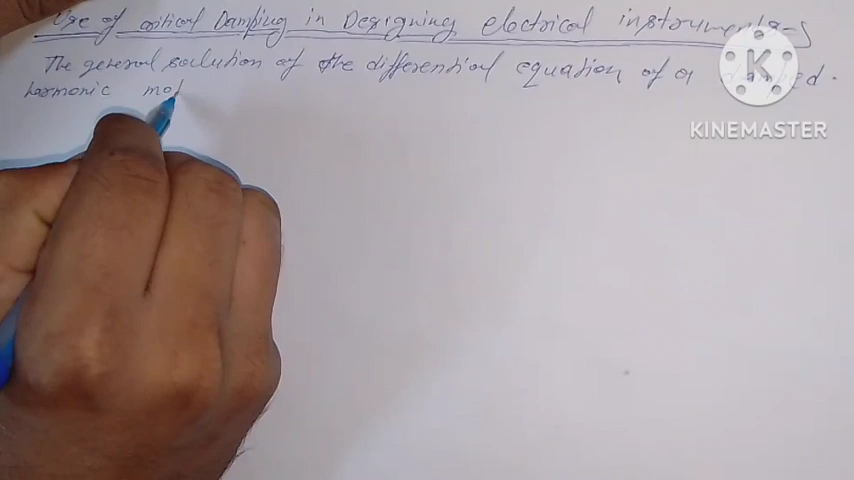 Use of critical Damping in Designing electrical instruments-s
The general solution of the differential equation of a damped.
harmonic mot
KINEMASTER